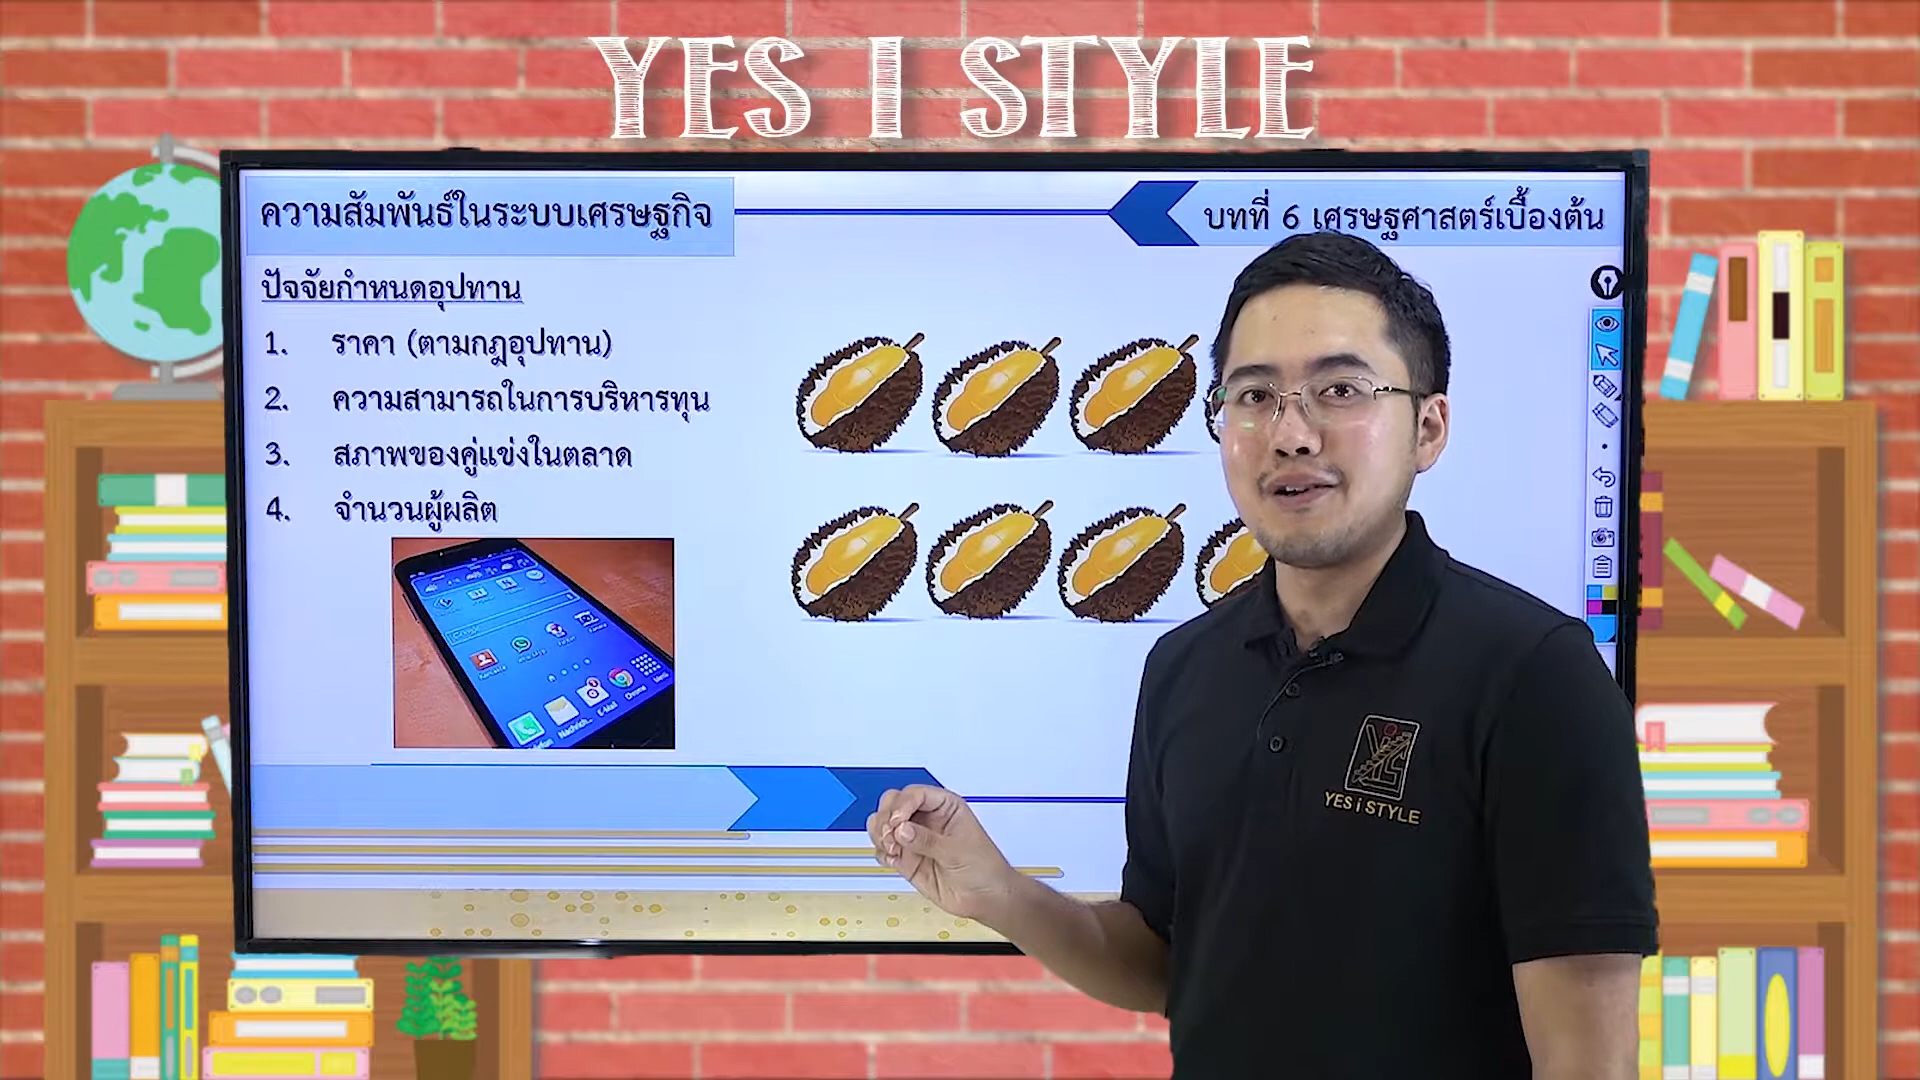 YES I STYLE
ความสัมพันธ์ในระบบเศรษฐกิจ
บทที่ 6 เศรษฐศาสตร์เบื้องต้น
ปัจจัยกำหนดอุปทาน
1. ราคา (ตามกฎอุปทาน)
2. ความสามารถในการบริหารทุน
3. สภาพของคู่แข่งในตลาด
4. จำนวนผู้ผลิต
Google
Kontakte
E-Mail
Chrome
Menü
YES i STYLE